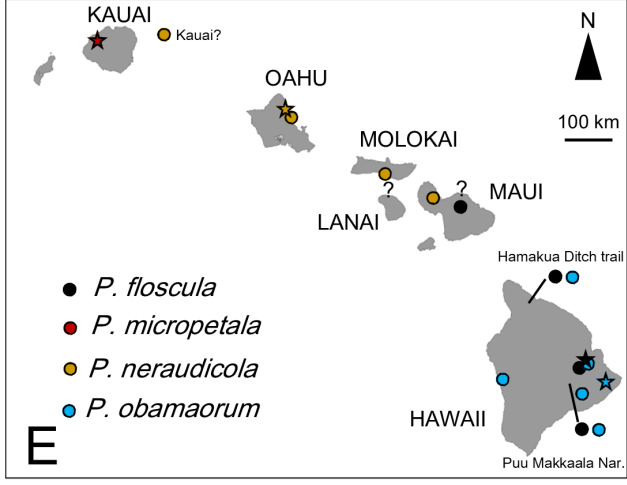 KAUAI
Kauai?
N
OAHU
100 km
MOLOKAI
?
?
MAUI
LANAI
Hamakua Ditch trail
P. floscula
P. micropetala
P. neraudicola
P. obamaorum
HAWAII
E
Puu Makkaala Nar.